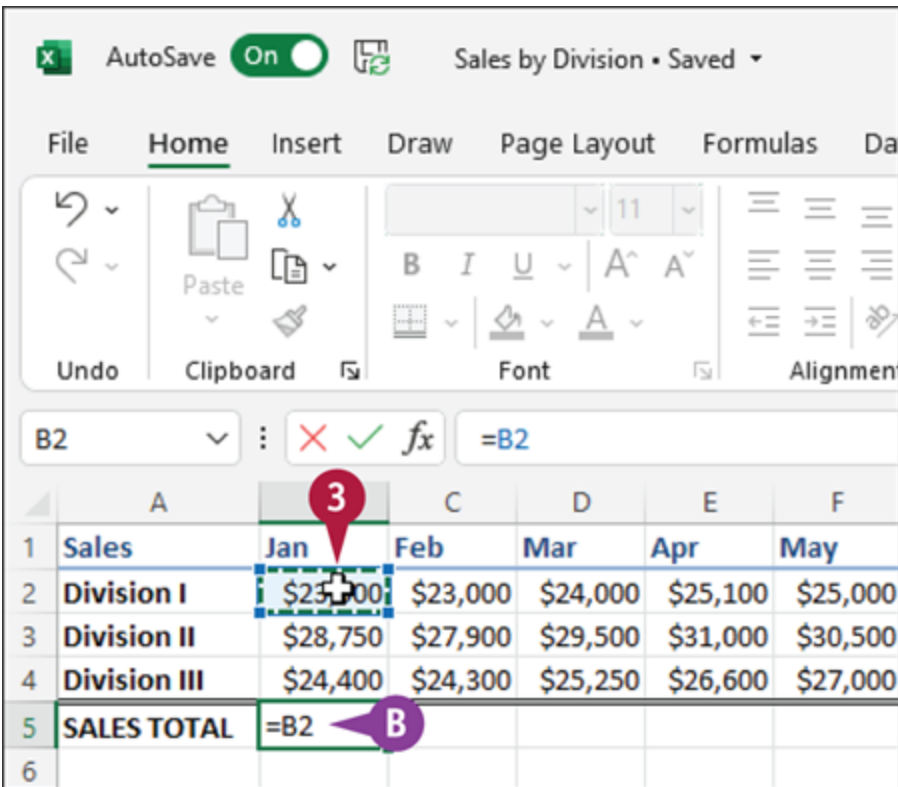 AutoSave On Sales by Division • Saved
File Home Insert Draw Page Layout Formulas Da
11
Paste B I U A A
A ab
Undo Clipboard Font Alignmen
B2 fx =B2
A 3 C D E F
1 Sales Jan Feb Mar Apr May
2 Division I $23,000 $24,000 $25,100 $25,000
3 Division II $28,750 $27,900 $29,500 $31,000 $30,500
4 Division III $24,400 $24,300 $25,250 $26,600 $27,000
5 SALES TOTAL =B2 B
6